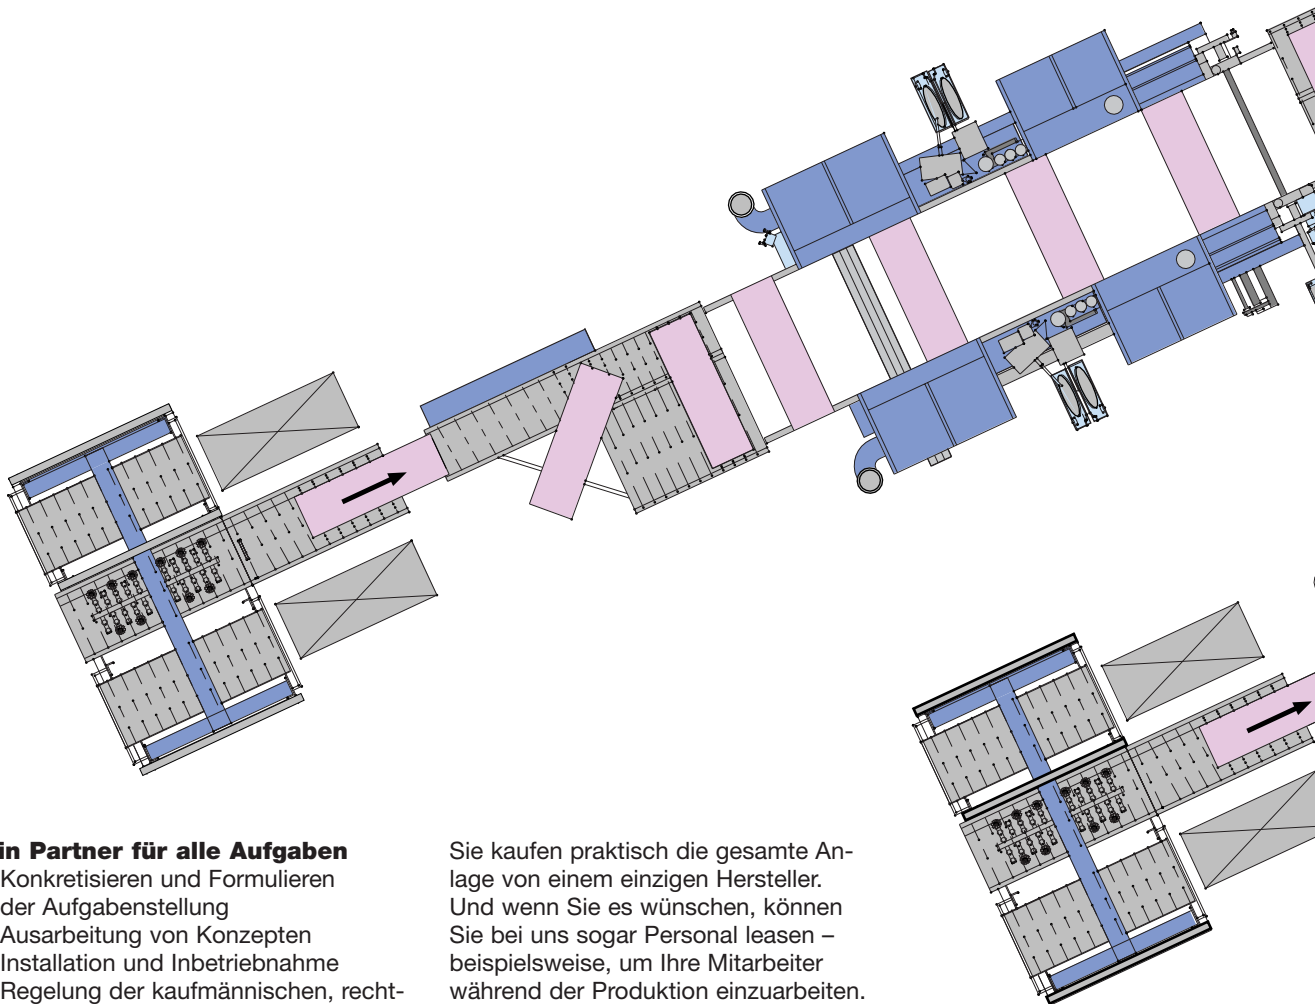 in Partner für alle Aufgaben
Konkretisieren und Formulieren
der Aufgabenstellung
Ausarbeitung von Konzepten
Installation und Inbetriebnahme
Regelung der kaufmännischen, recht-
Sie kaufen praktisch die gesamte An-
lage von einem einzigen Hersteller.
Und wenn Sie es wünschen, können
Sie bei uns sogar Personal leasen –
beispielsweise, um Ihre Mitarbeiter
während der Produktion einzuarbeiten.